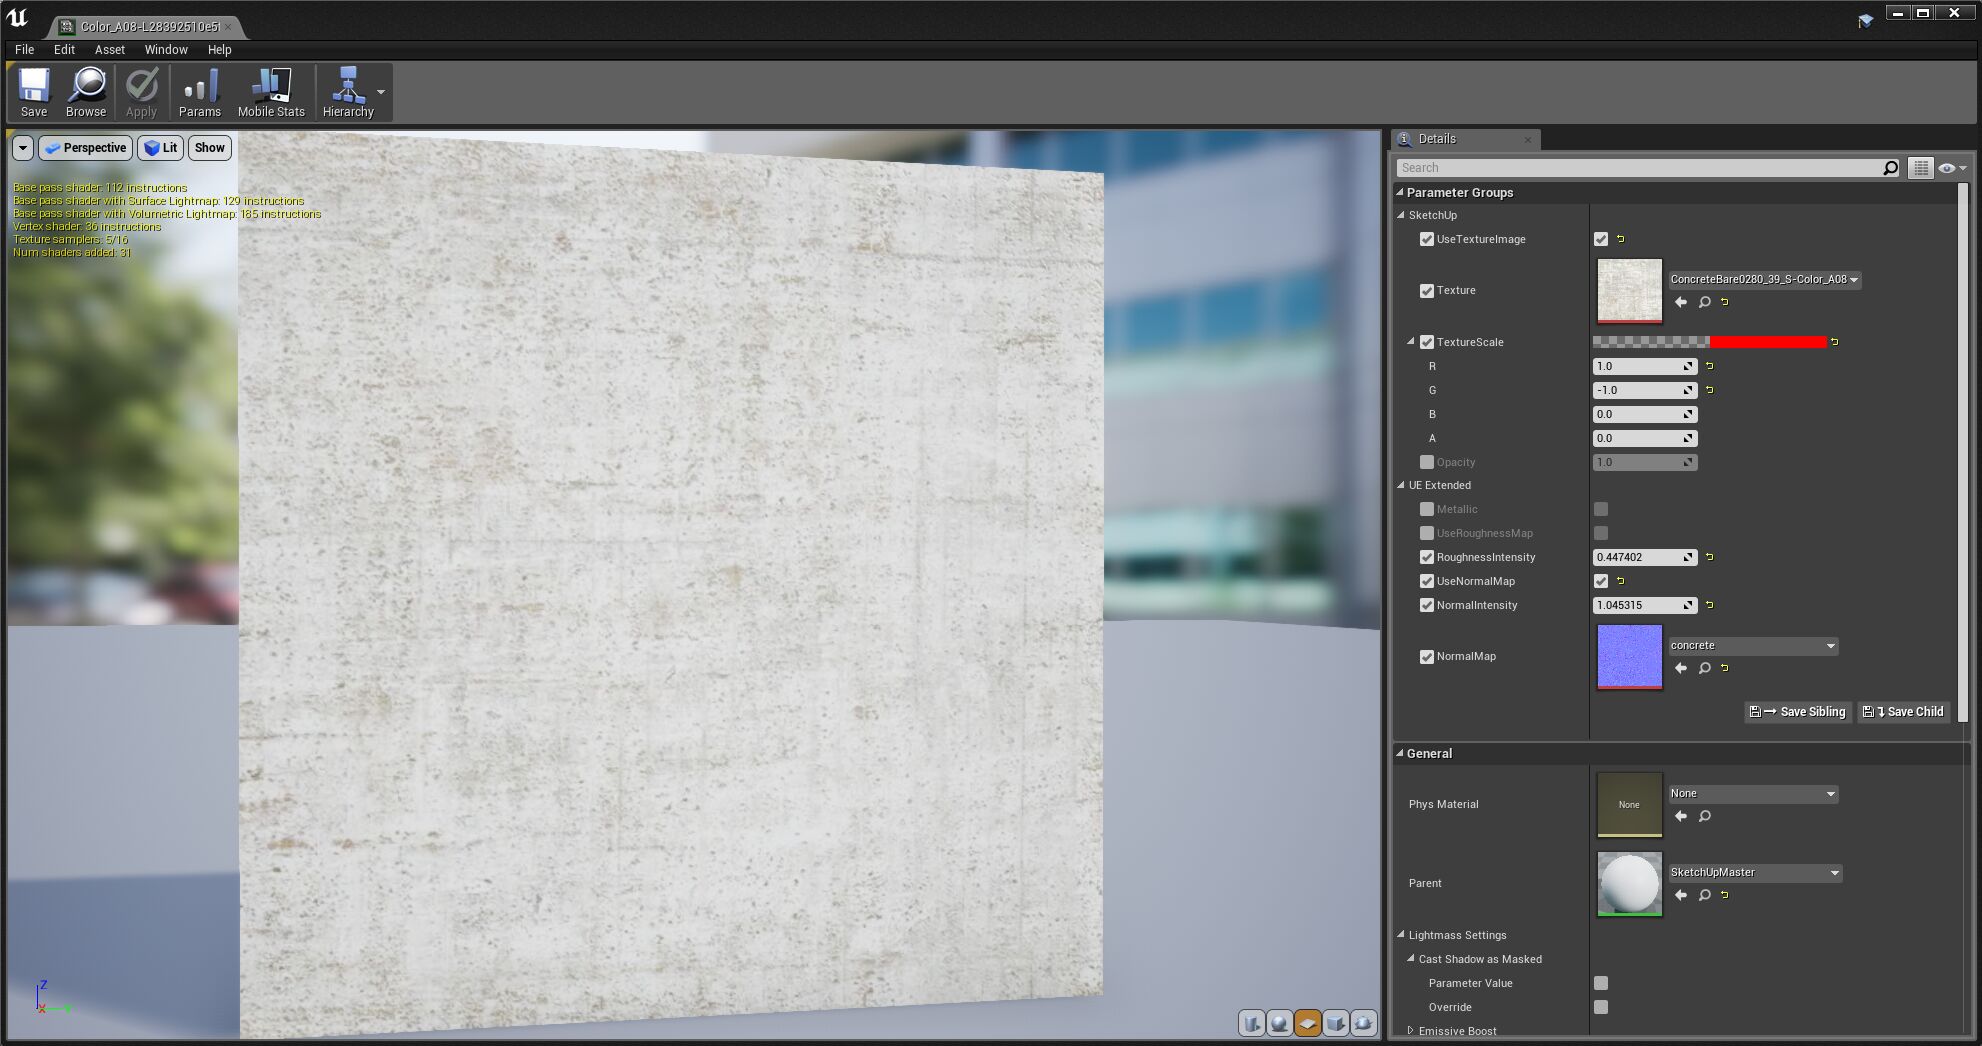 Color_A08-L28392510e5
File Edit Asset Window Help
Save Browse Apply Params Mobile Stats Hierarchy
Perspective Lit Show
Base pass shader: 112 instructions
Base pass shader with Surface Lightmap: 129 instructions
Base pass shader with Volumetric Lightmap: 185 instructions
Vertex shader: 36 instructions
Texture samplers: 5/16
Num shaders added: 31
Z
X
Details
Search
Parameter Groups
SketchUp
UseTextureImage
Texture ConcreteBare0280_39_S-Color_A08
TextureScale
R 1.0
G -1.0
B 0.0
A 0.0
Opacity 1.0
UE Extended
Metallic
UseRoughnessMap
RoughnessIntensity 0.447402
UseNormalMap
NormalIntensity 1.045315
NormalMap concrete
Save Sibling Save Child
General
Phys Material None None
Parent SketchUpMaster
Lightmass Settings
Cast Shadow as Masked
Parameter Value
Override
Emissive Boost